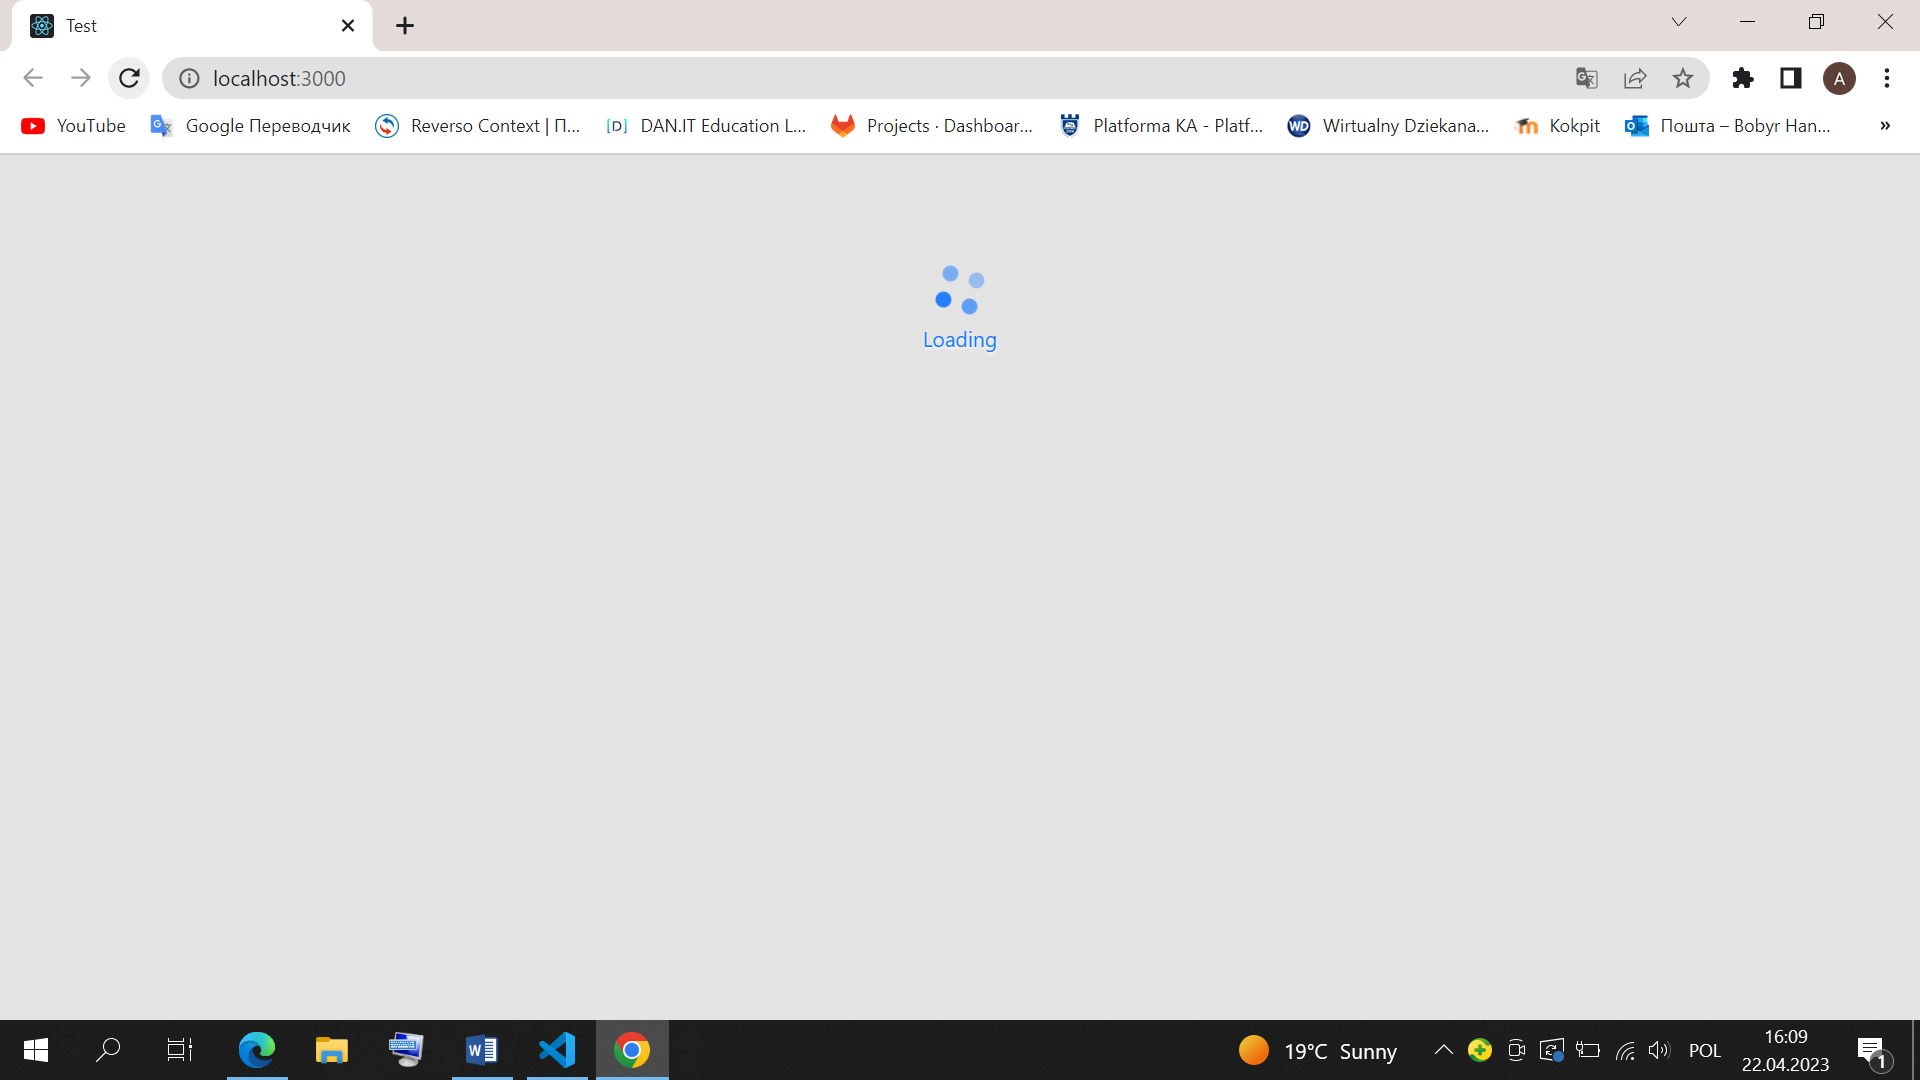 Test
localhost:3000
YouTube
Google Переводчик
Reverso Context | П...
[D] DAN.IT Education L...
Projects · Dashboar...
Platforma KA - Platf...
WD Wirtualny Dziekana...
Kokpit
Пошта – Bobyr Han...
»
A
Loading
19°C Sunny
POL
16:09
22.04.2023
1